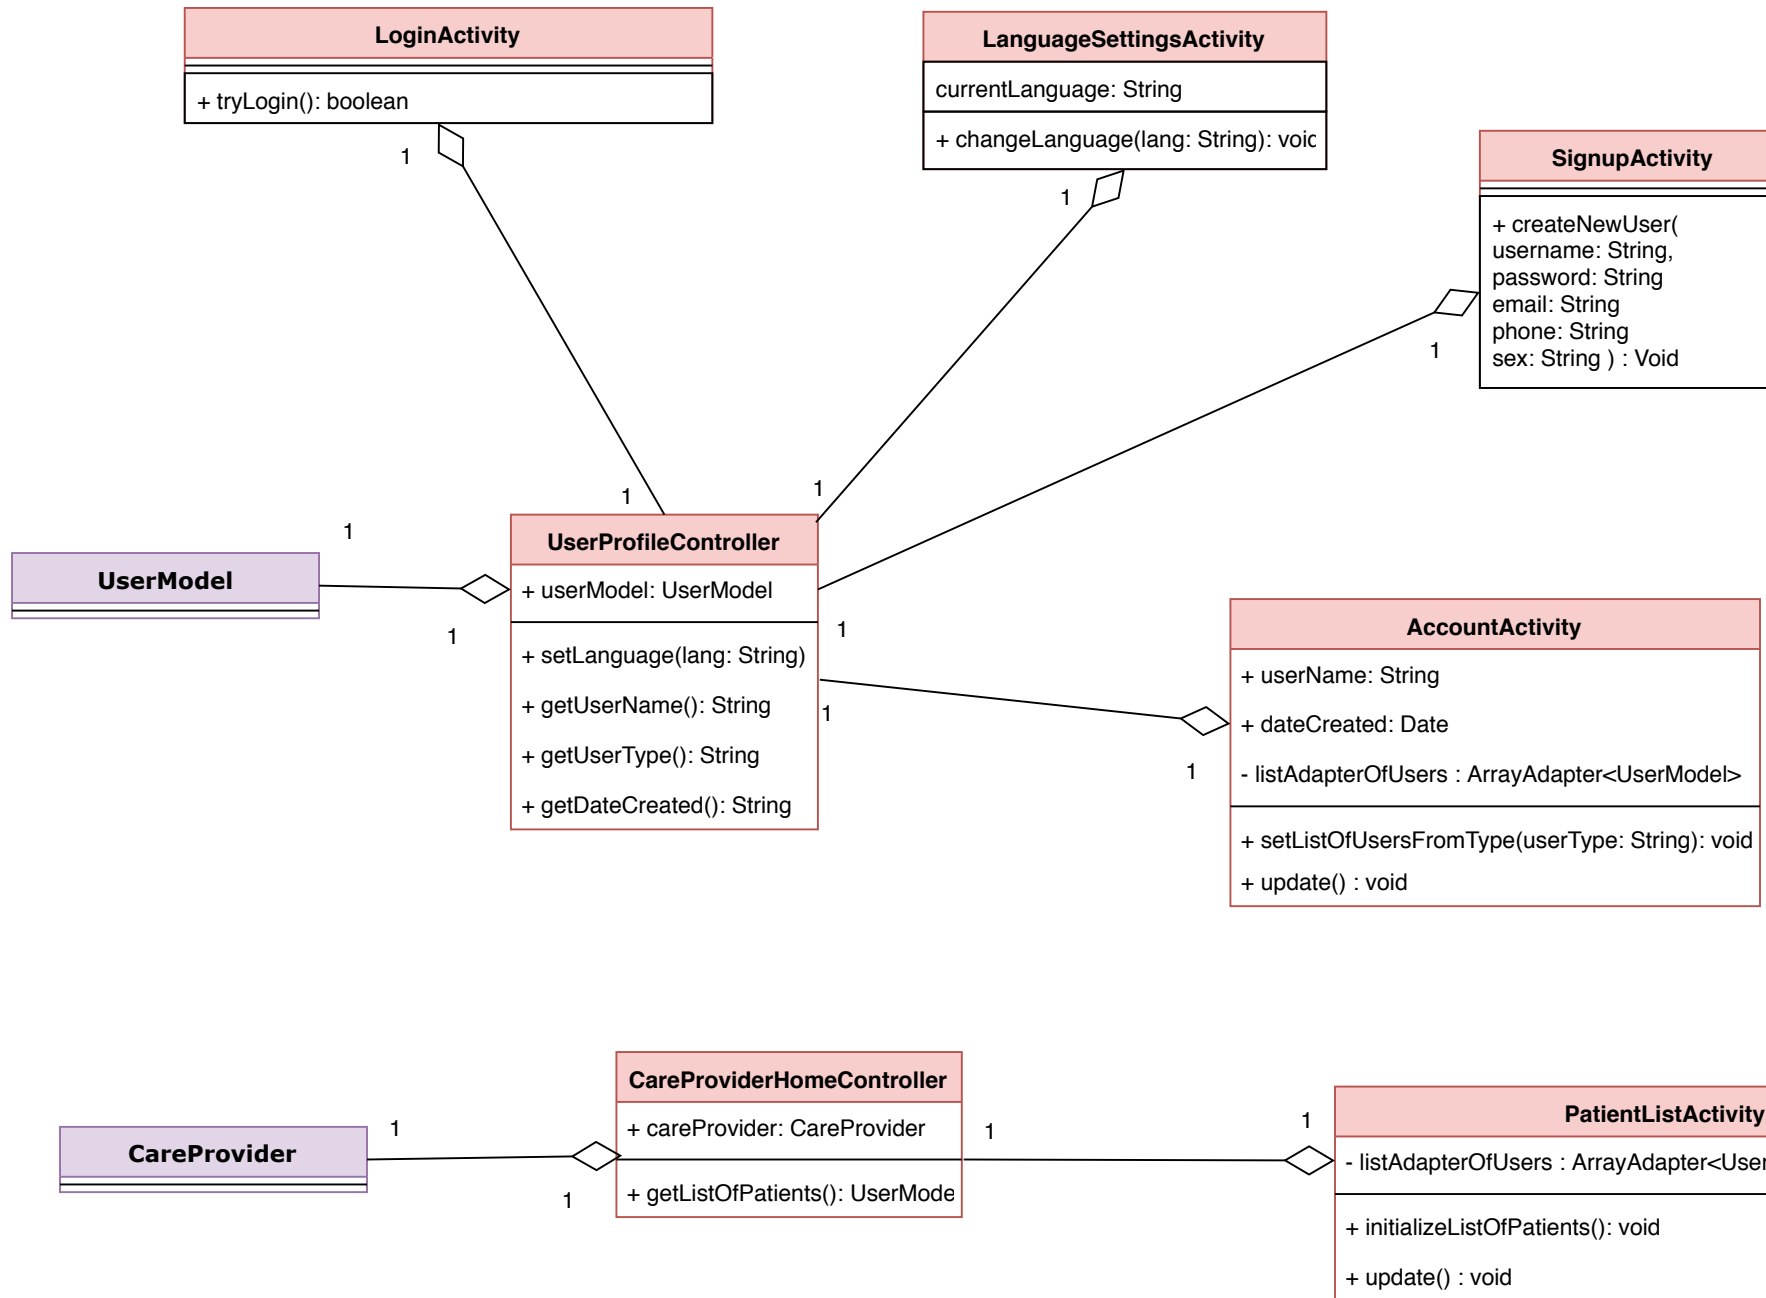 LoginActivity
+ tryLogin(): boolean
1
LanguageSettingsActivity
currentLanguage: String
+ changeLanguage(lang: String): voic
1
SignupActivity
+ createNewUser(
username: String,
password: String
email: String
phone: String
sex: String ) : Void
1
1
1
1
UserModel
1
UserProfileController
+ userModel: UserModel
+ setLanguage(lang: String)
+ getUserName(): String
+ getUserType(): String
+ getDateCreated(): String
1
1
AccountActivity
+ userName: String
+ dateCreated: Date
- listAdapterOfUsers : ArrayAdapter<UserModel>
+ setListOfUsersFromType(userType: String): void
+ update() : void
1
CareProvider
1
1
CareProviderHomeController
+ careProvider: CareProvider
+ getListOfPatients(): UserMode
1
1
PatientListActivity
- listAdapterOfUsers : ArrayAdapter<User
+ initializeListOfPatients(): void
+ update() : void